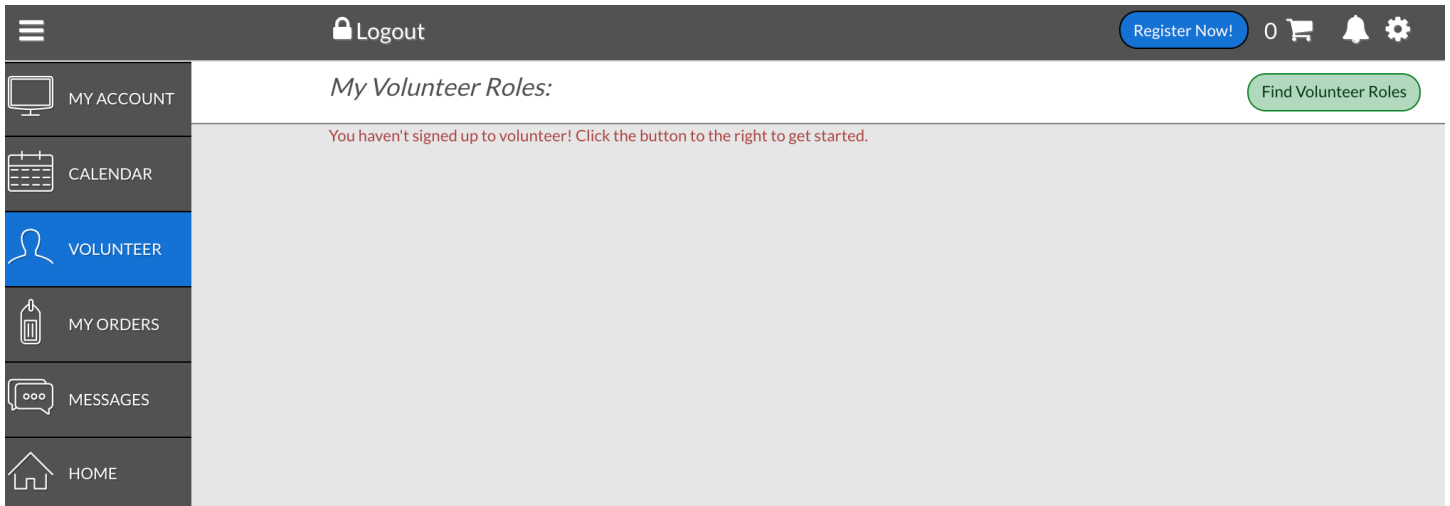 Logout
Register Now!
0
MY ACCOUNT
My Volunteer Roles:
Find Volunteer Roles
You haven't signed up to volunteer! Click the button to the right to get started.
CALENDAR
VOLUNTEER
MY ORDERS
MESSAGES
HOME